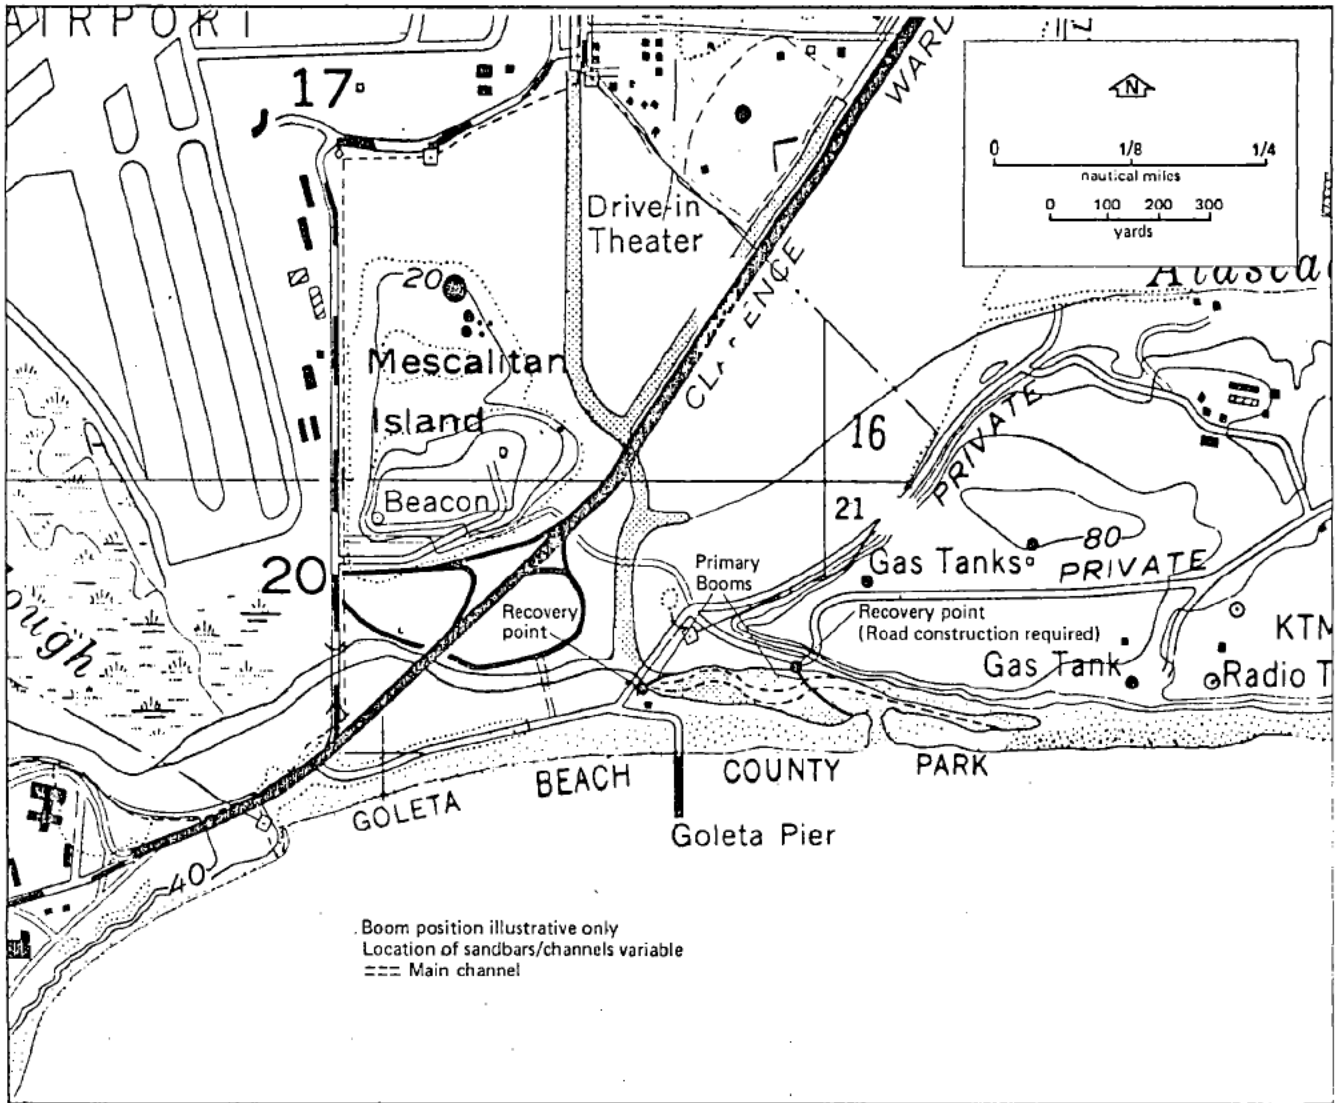 AIRPORT
WARD
N
0 1/8 1/4
nautical miles
0 100 200 300
yards
17
Drive-in
Theater
CLARENCE
20
Mescalitan
Island
Beacon
16
PRIVATE
21
20
Primary
Booms
Gas Tanks
80
PRIVATE
Recovery
point
Recovery point
(Road construction required)
ough
KTM
Gas Tank
Radio T
GOLETA BEACH COUNTY PARK
Goleta Pier
40
Boom position illustrative only
Location of sandbars/channels variable
=== Main channel